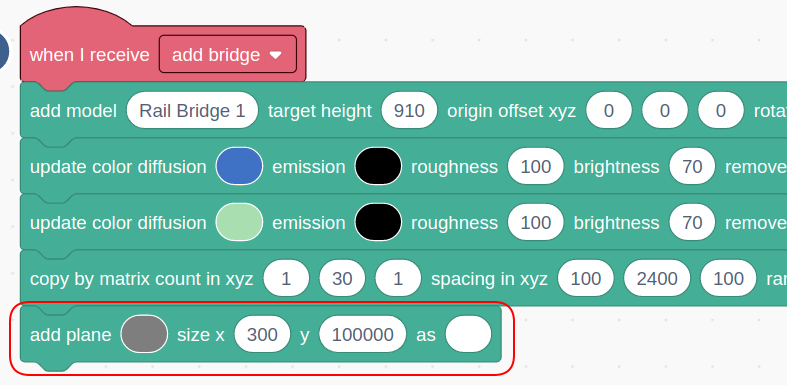 when I receive add bridge
add model Rail Bridge 1 target height 910 origin offset xyz 0 0 0
update color diffusion emission roughness 100 brightness 70 remove
update color diffusion emission roughness 100 brightness 70 remove
copy by matrix count in xyz 1 30 1 spacing in xyz 100 2400 100
add plane size x 300 y 100000 as